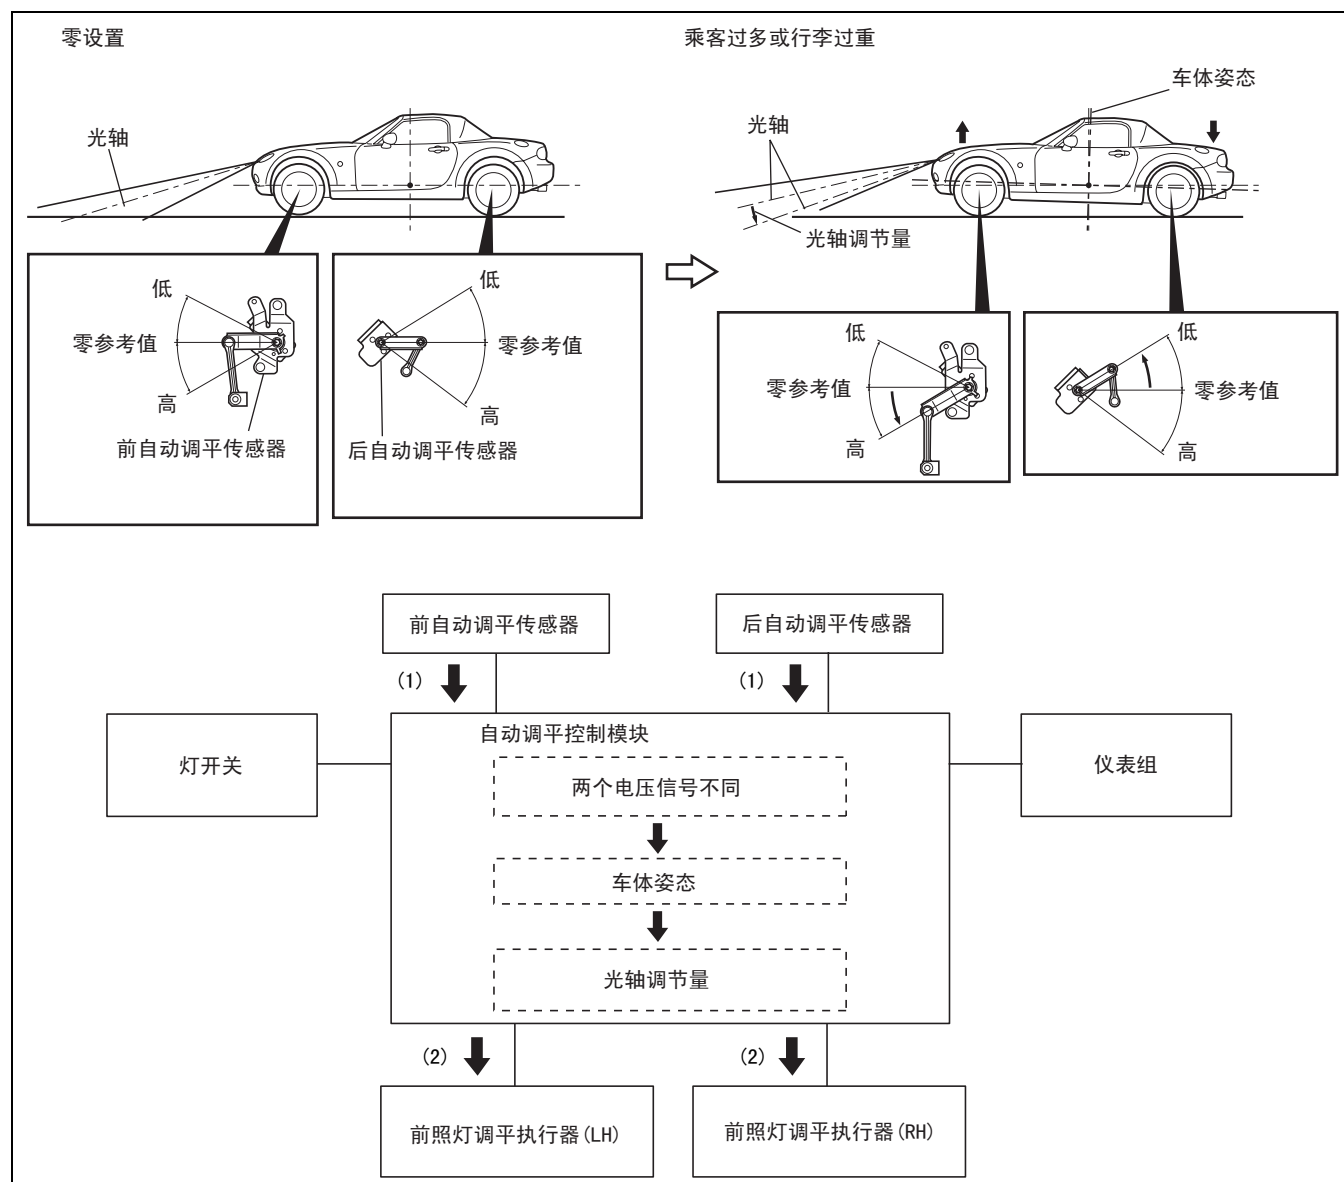 零设置
光轴
低
零参考值
高
前自动调平传感器
低
零参考值
高
后自动调平传感器
乘客过多或行李过重
车体姿态
光轴
光轴调节量
低
零参考值
高
低
零参考值
高
前自动调平传感器
后自动调平传感器
(1)
(1)
灯开关
自动调平控制模块
仪表组
两个电压信号不同
车体姿态
光轴调节量
(2)
(2)
前照灯调平执行器(LH)
前照灯调平执行器(RH)